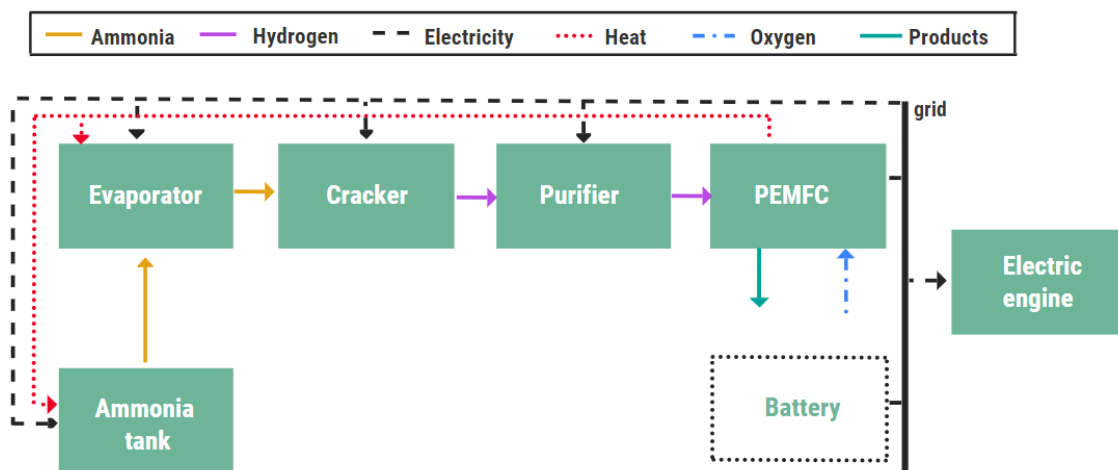 Ammonia Hydrogen Electricity Heat Oxygen Products
grid
Evaporator Cracker Purifier PEMFC
Electric
engine
Ammonia
tank
Battery